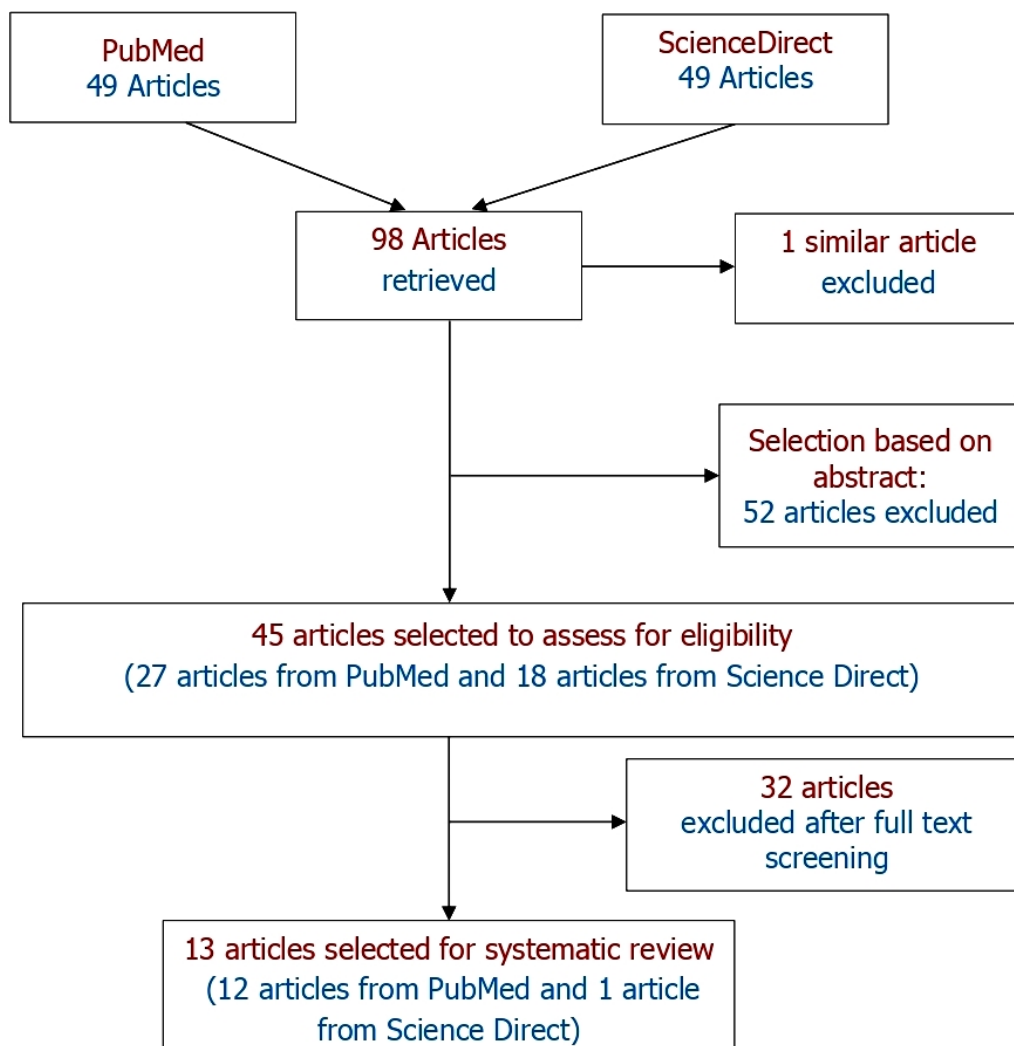 PubMed
49 Articles
ScienceDirect
49 Articles
98 Articles
retrieved
1 similar article
excluded
Selection based on
abstract:
52 articles excluded
45 articles selected to assess for eligibility
(27 articles from PubMed and 18 articles from Science Direct)
32 articles
excluded after full text
screening
13 articles selected for systematic review
(12 articles from PubMed and 1 article
from Science Direct)